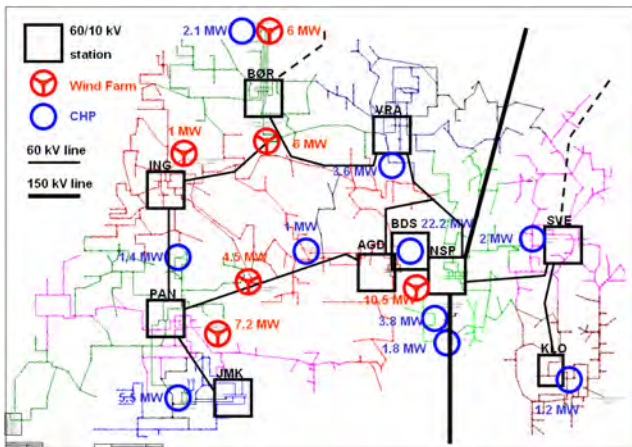 60/10 kV
station
Wind Farm
CHP
60 kV line
150 kV line
2.1 MW
6 MW
BØR
VRA
1 MW
6 MW
ING
3.6 MW
1 MW
BDS
22.2 MW
SVE
2 MW
AGD
NSP
1.4 MW
4.5 MW
10.5 MW
PAN
3.8 MW
7.2 MW
1.8 MW
KLO
JMK
5.5 MW
1.2 MW